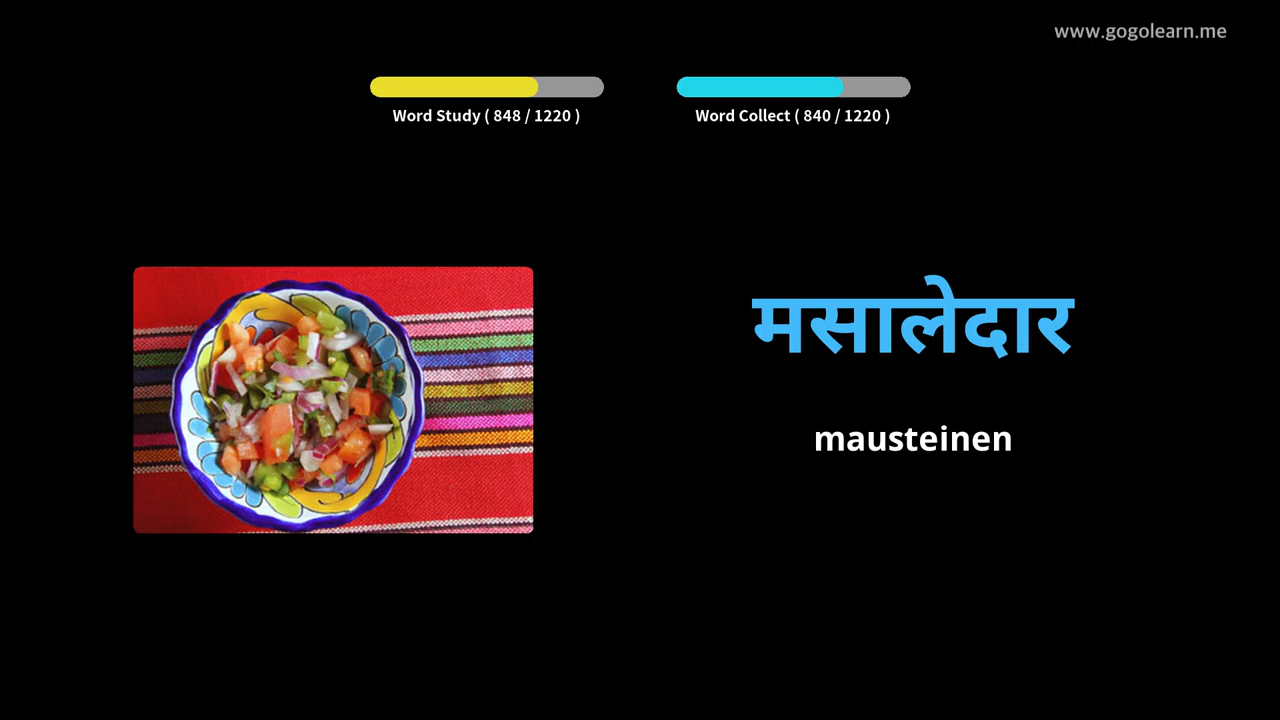 www.gogolearn.me
Word Study ( 848 / 1220 )
Word Collect ( 840 / 1220 )
मसालेदार
mausteinen